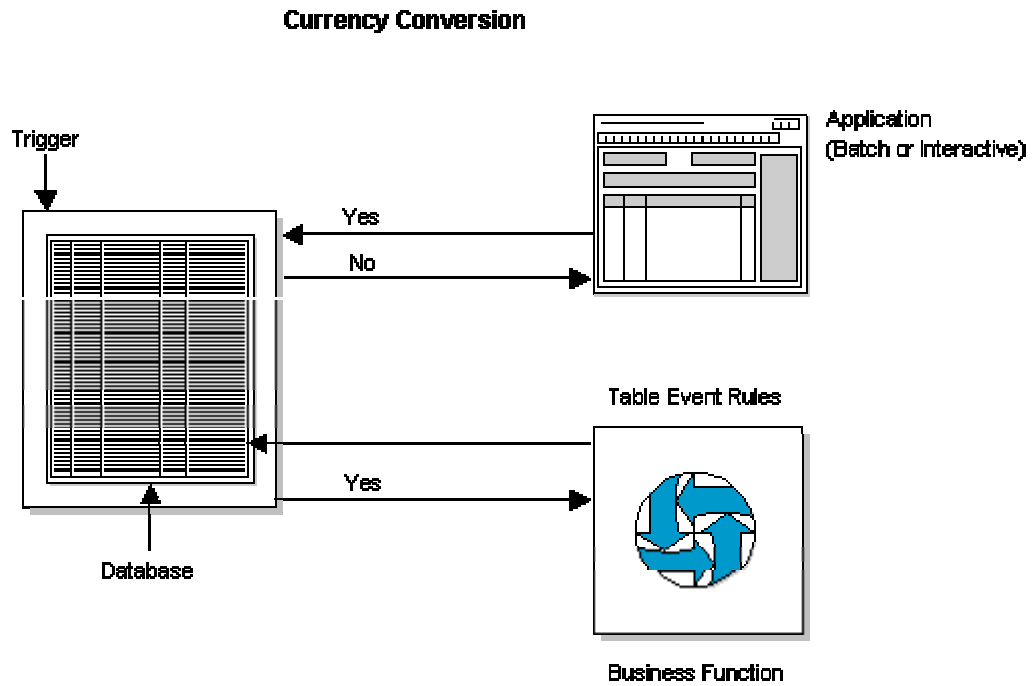 Currency Conversion
Trigger
Application
(Batch or Interactive)
Yes
No
Table Event Rules
Yes
Database
Business Function